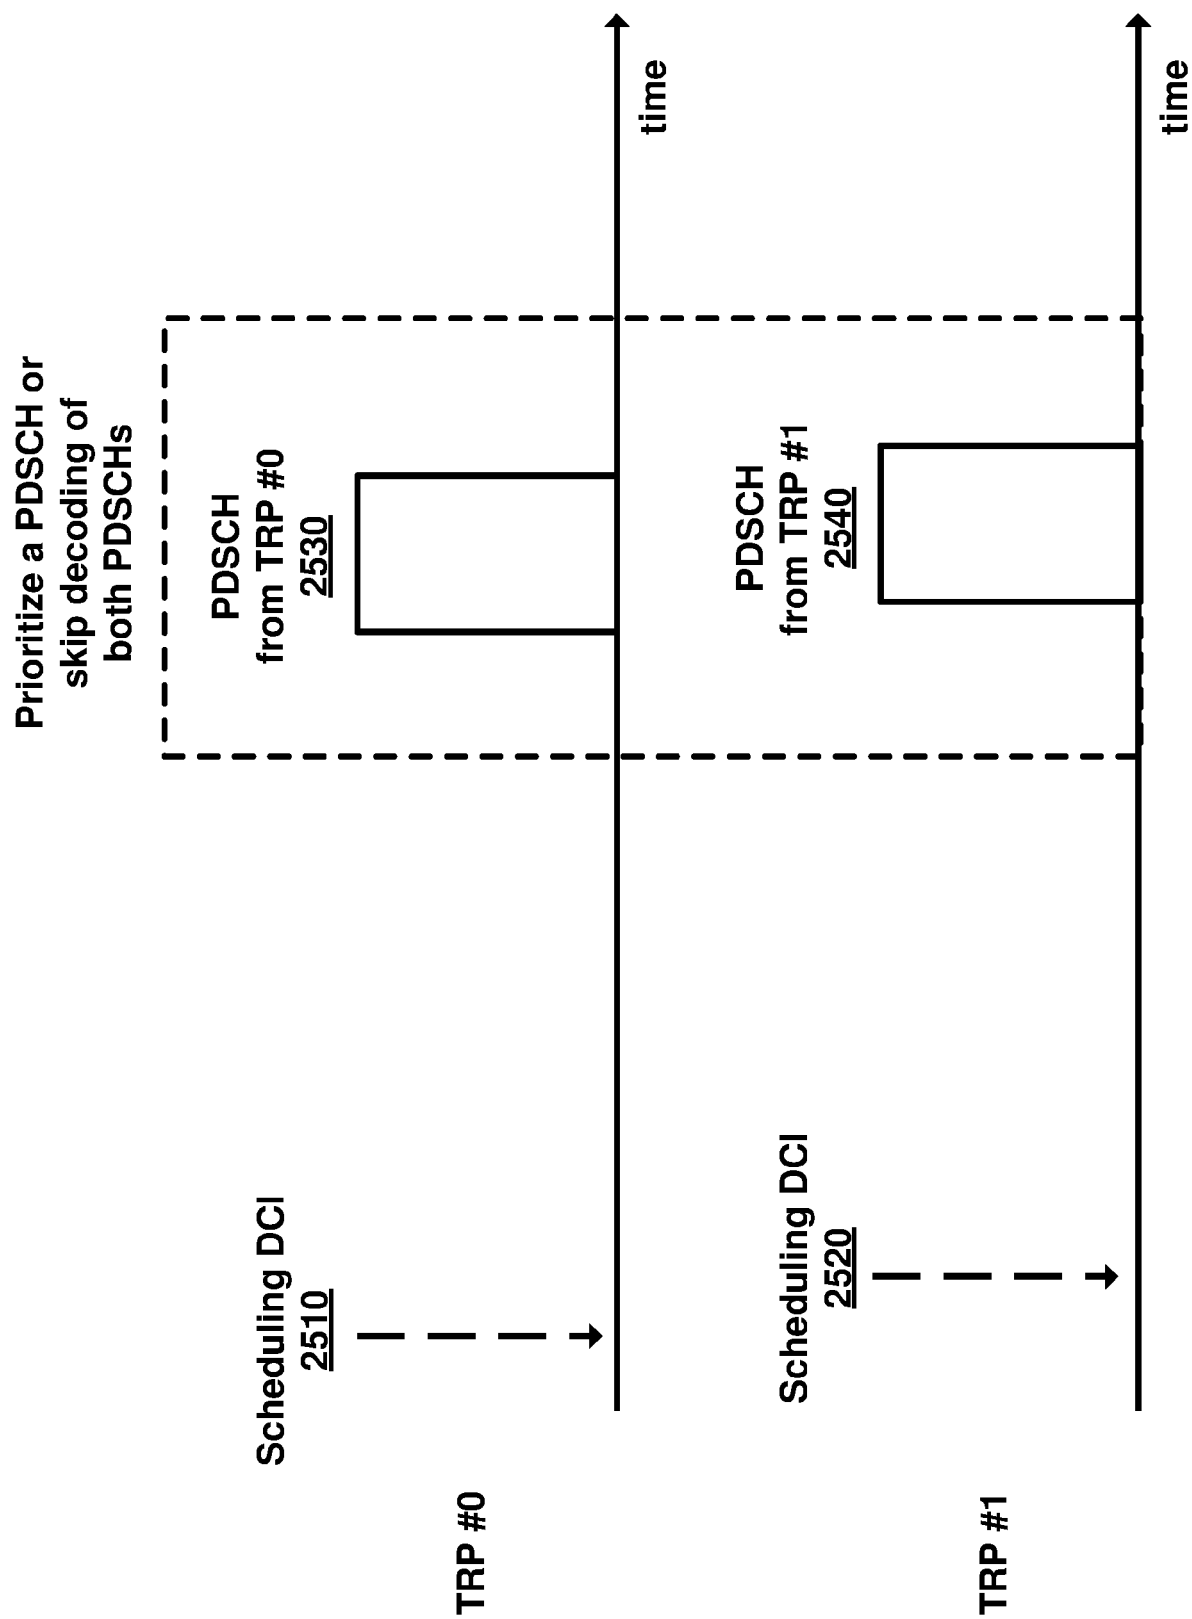 Prioritize a PDSCH or
skip decoding of
both PDSCHs
Scheduling DCI
2510
PDSCH
from TRP #0
2530
TRP #0
time
Scheduling DCI
2520
PDSCH
from TRP #1
2540
TRP #1
time